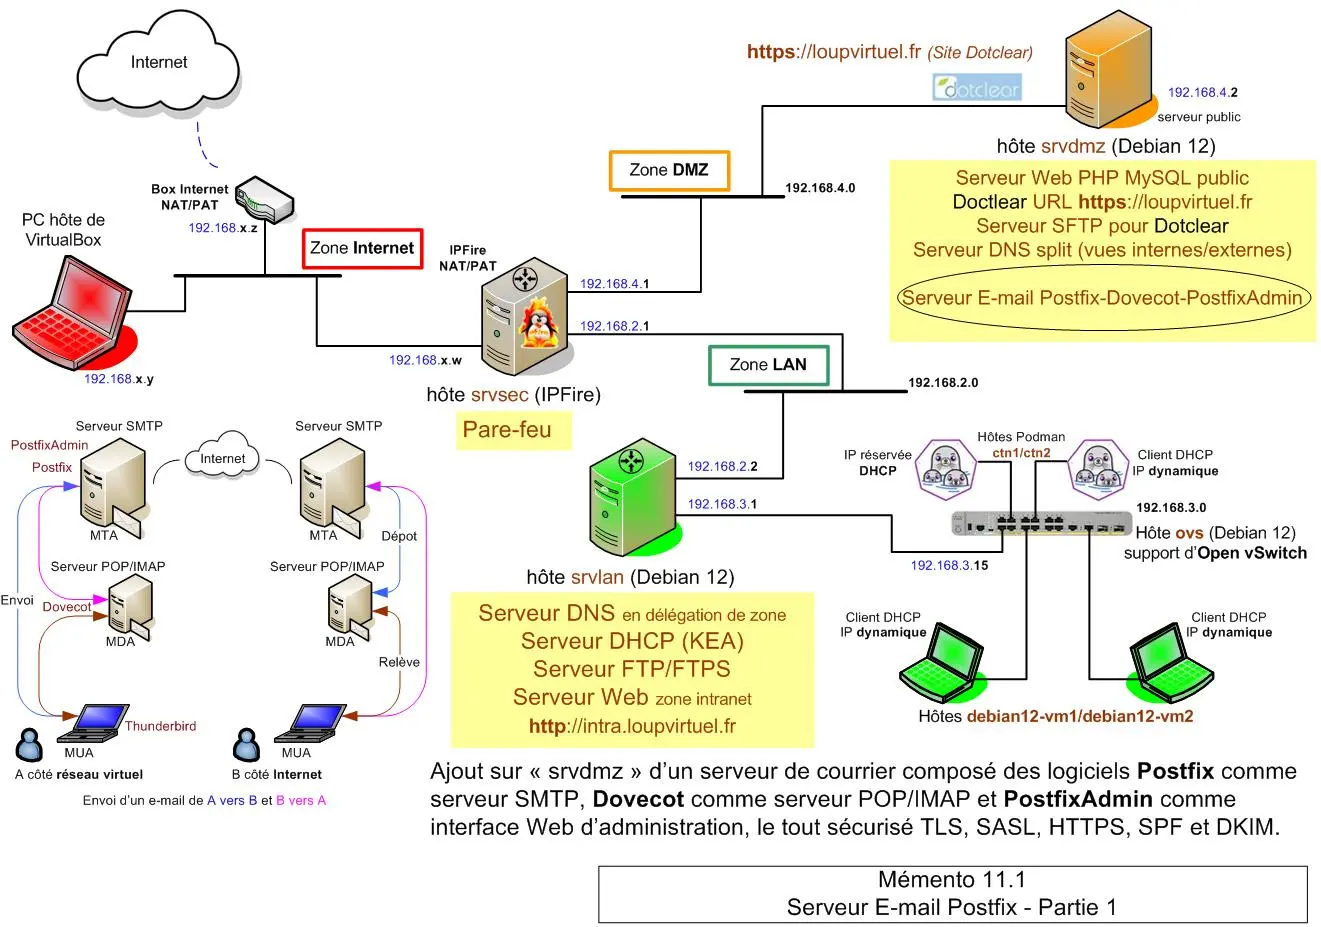 Internet
https://loupvirtuel.fr (Site Dotclear)
dotclear
192.168.4.2
serveur public
hôte srvdmz (Debian 12)
Serveur Web PHP MySQL public
Doctlear URL https://loupvirtuel.fr
Serveur SFTP pour Dotclear
Serveur DNS split (vues internes/externes)
Serveur E-mail Postfix-Dovecot-PostfixAdmin
Zone DMZ
192.168.4.0
Box Internet
NAT/PAT
192.168.x.z
PC hôte de
VirtualBox
192.168.x.y
Zone Internet
IPFire
NAT/PAT
192.168.4.1
192.168.2.1
192.168.x.w
hôte srvsec (IPFire)
Pare-feu
Zone LAN
192.168.2.0
192.168.2.2
192.168.3.1
hôte srvlan (Debian 12)
Serveur DNS en délégation de zone
Serveur DHCP (KEA)
Serveur FTP/FTPS
Serveur Web zone intranet
http://intra.loupvirtuel.fr
IP réservée
DHCP
Hôtes Podman
ctn1/ctn2
Client DHCP
IP dynamique
192.168.3.0
Hôte ovs (Debian 12)
support d'Open vSwitch
192.168.3.15
Client DHCP
IP dynamique
Client DHCP
IP dynamique
Hôtes debian12-vm1/debian12-vm2
Serveur SMTP
PostfixAdmin
Postfix
MTA
Internet
Serveur SMTP
MTA
Dépot
Serveur POP/IMAP
Envoi
Dovecot
MDA
Serveur POP/IMAP
MDA
Relève
Thunderbird
MUA
MUA
A côté réseau virtuel
B côté Internet
Envoi d'un e-mail de A vers B et B vers A
Ajout sur « srvdmz » d'un serveur de courrier composé des logiciels Postfix comme
serveur SMTP, Dovecot comme serveur POP/IMAP et PostfixAdmin comme
interface Web d'administration, le tout sécurisé TLS, SASL, HTTPS, SPF et DKIM.
Mémento 11.1
Serveur E-mail Postfix - Partie 1